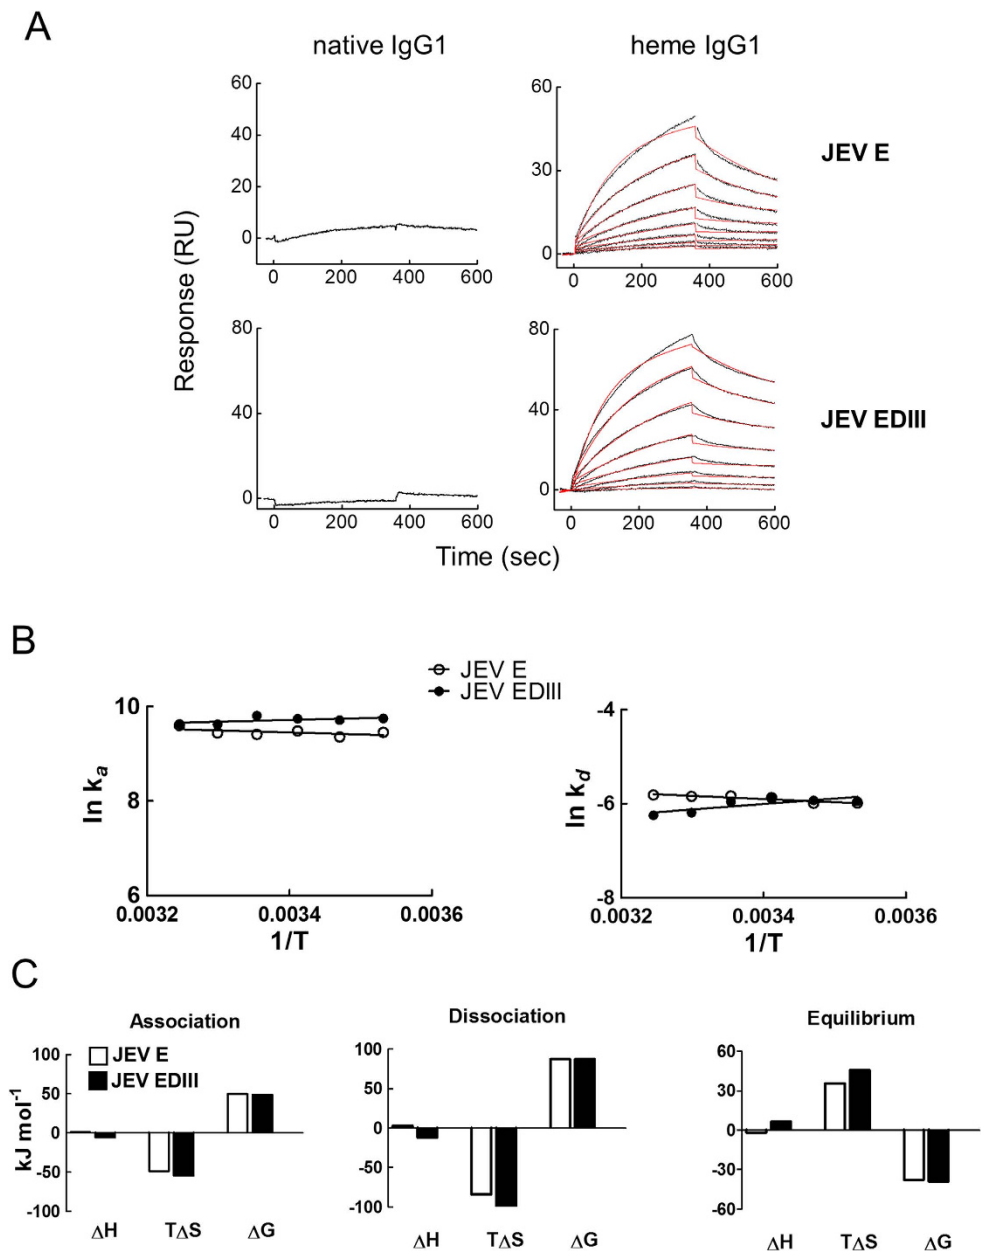 A
native IgG1
heme IgG1
60
40
20
0
0
200
400
600
60
30
0
0
200
400
600
JEV E
Response (RU)
80
40
0
0
200
400
600
80
40
0
0
200
400
600
JEV EDIII
Time (sec)
B
JEV E
JEV EDIII
10
8
6
ln ka
0.0032
0.0034
0.0036
1/T
-4
-6
-8
ln kd
0.0032
0.0034
0.0036
1/T
C
Association
JEV E
JEV EDIII
100
50
0
-50
-100
kJ mol-1
ΔH
TΔS
ΔG
Dissociation
100
50
0
-50
-100
ΔH
TΔS
ΔG
Equilibrium
60
30
0
-30
-60
ΔH
TΔS
ΔG